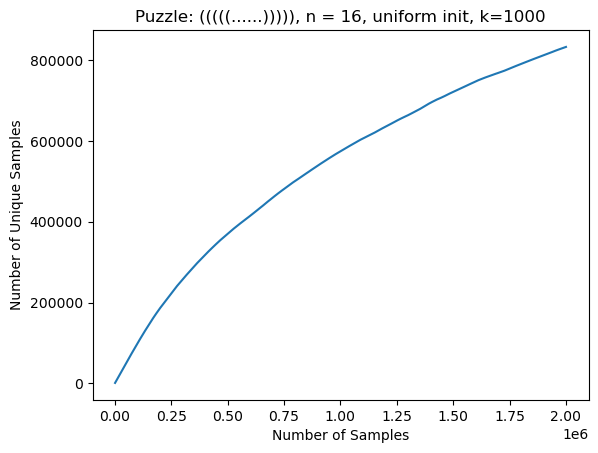 Puzzle: (((((......))))), n = 16, uniform init, k=1000
800000
600000
400000
200000
0
Number of Unique Samples
0.00 0.25 0.50 0.75 1.00 1.25 1.50 1.75 2.00
1e6
Number of Samples